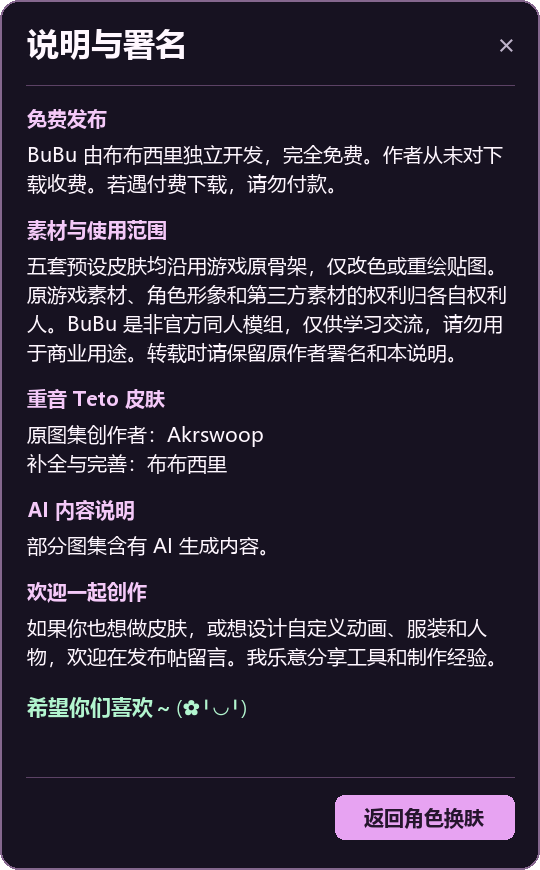 说明与署名
×
免费发布
BuBu 由布布西里独立开发，完全免费。作者从未对下
载收费。若遇付费下载，请勿付款。
素材与使用范围
五套预设皮肤均沿用游戏原骨架，仅改色或重绘贴图。
原游戏素材、角色形象和第三方素材的权利归各自权利
人。BuBu 是非官方同人模组，仅供学习交流，请勿用
于商业用途。转载时请保留原作者署名和本说明。
重音 Teto 皮肤
原图集创作者：Akrswoop
补全与完善：布布西里
AI 内容说明
部分图集含有 AI 生成内容。
欢迎一起创作
如果你也想做皮肤，或想设计自定义动画、服装和人
物，欢迎在发布帖留言。我乐意分享工具和制作经验。
希望你们喜欢～(✿╹◡╹)
返回角色换肤